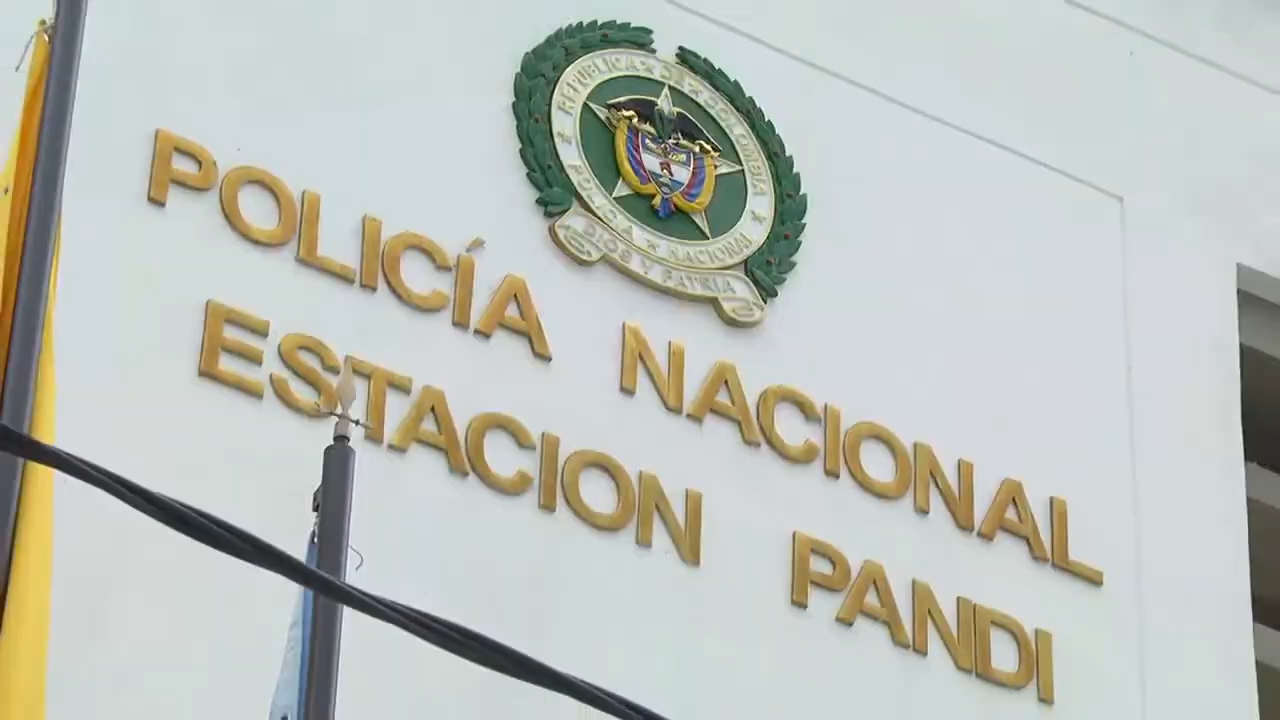 REPUBLICA ★ DE ★ COLOMBIA
★ POLICIA ★ NACIONAL ★
DIOS Y PATRIA
POLICÍA NACIONAL
ESTACION PANDI